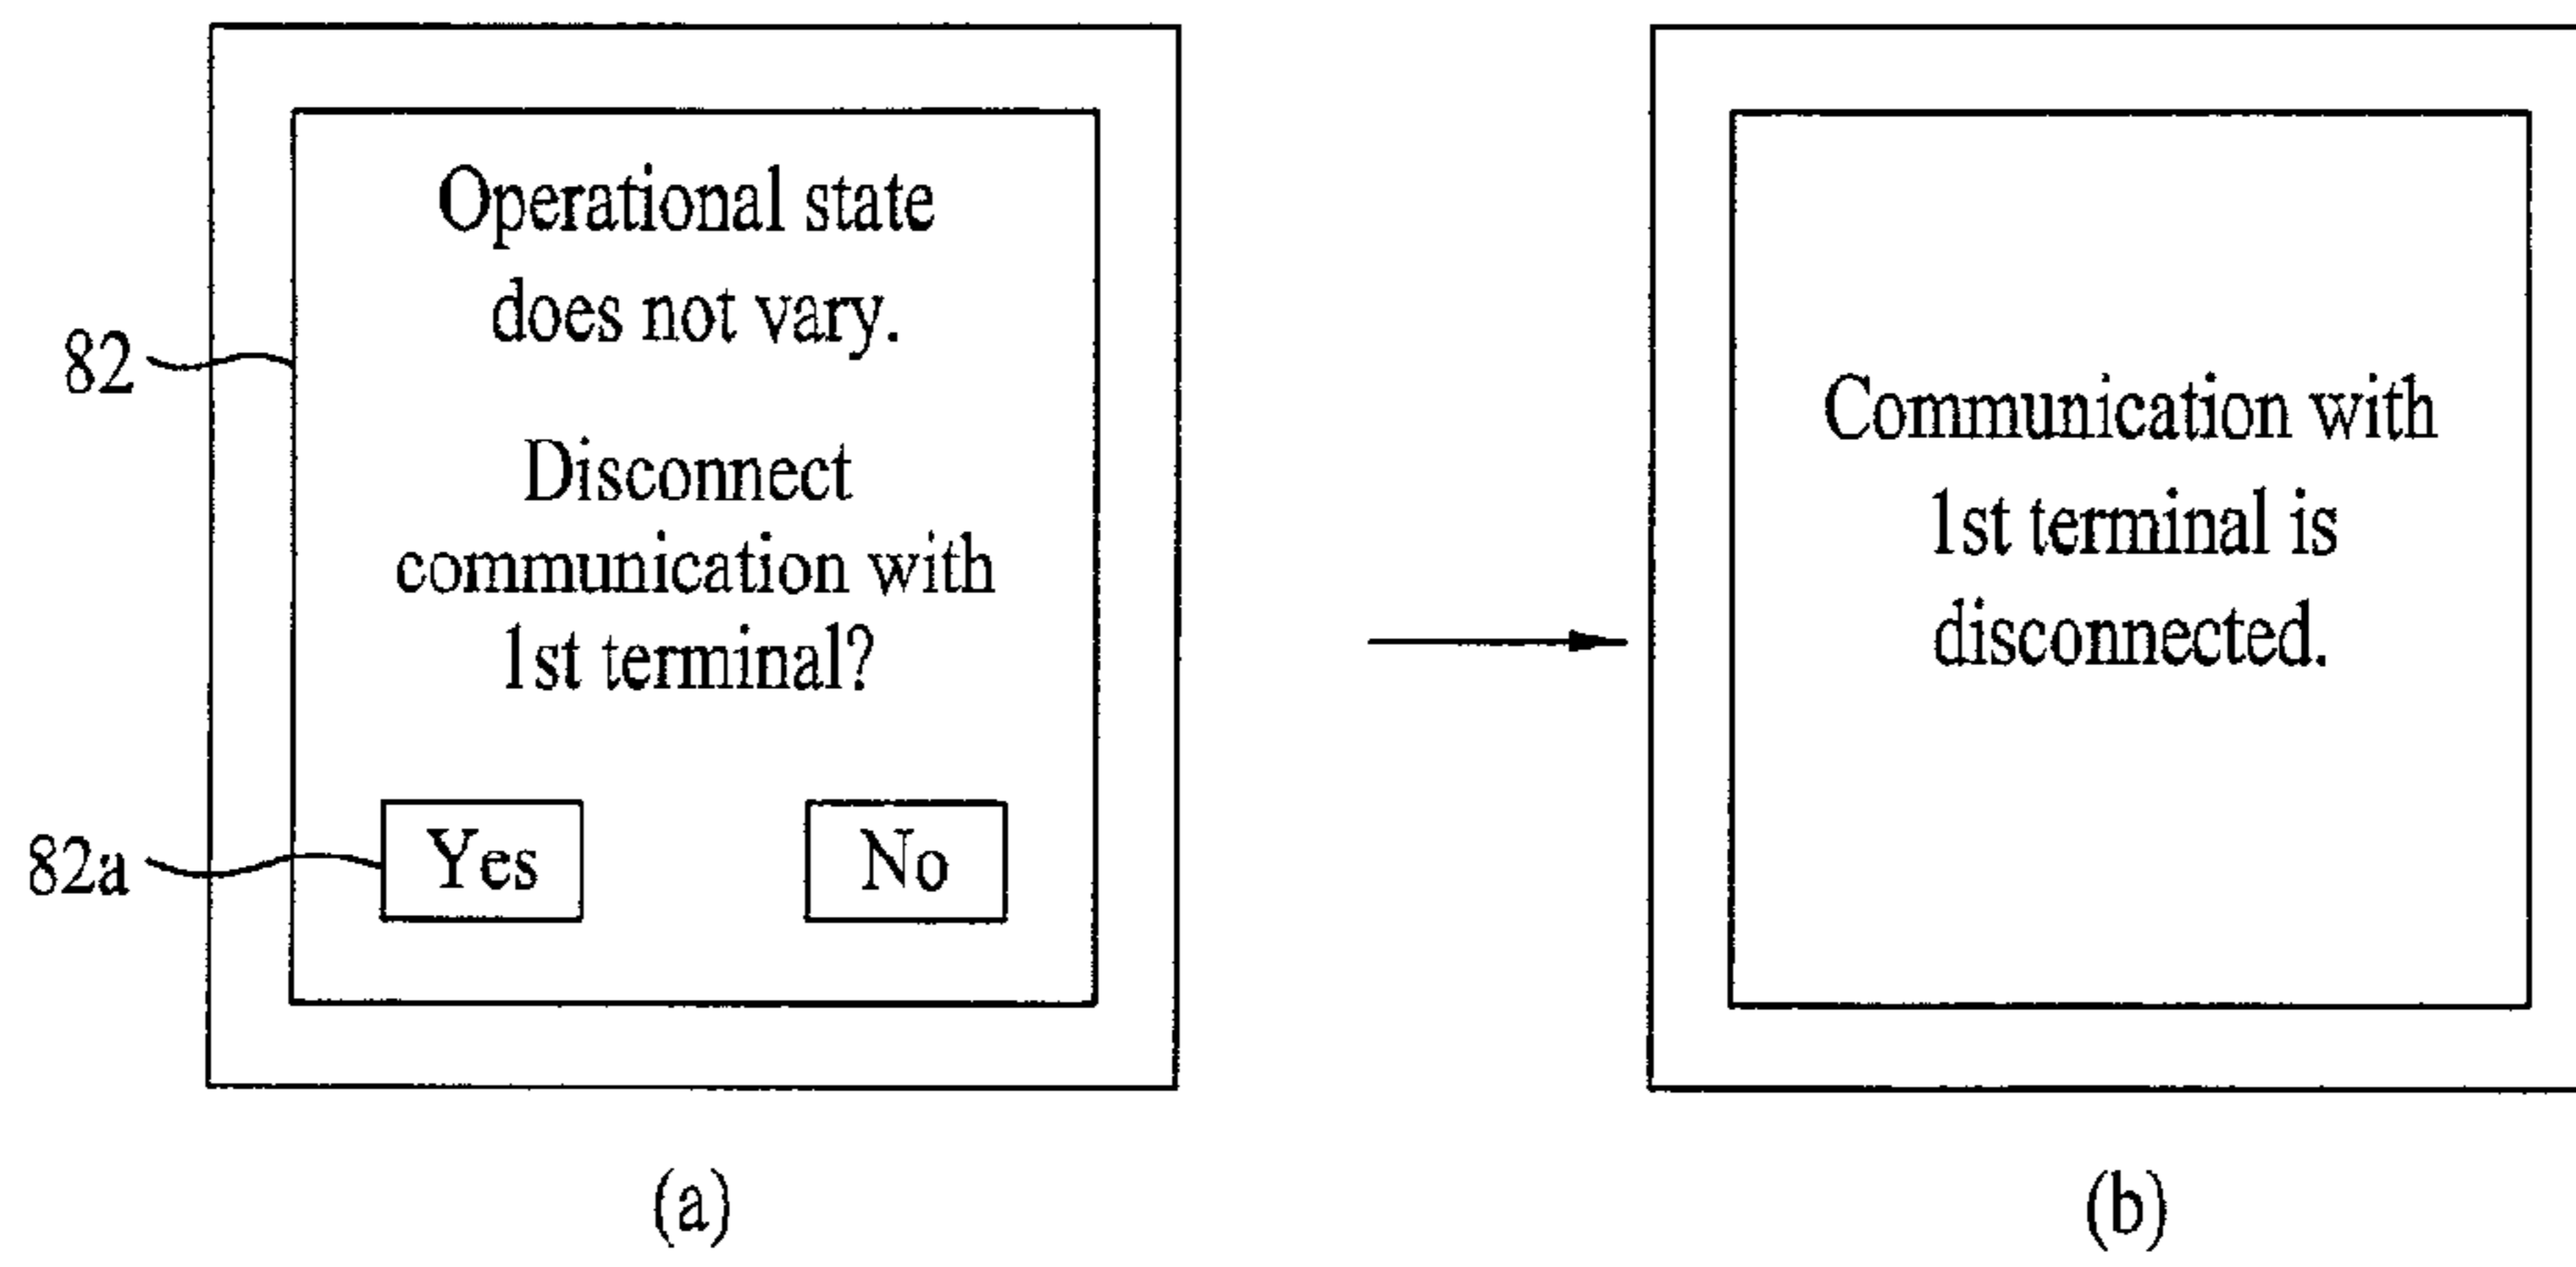 Operational state
does not vary.
82
Disconnect
communication with
1st terminal?
82a
Yes
No
(a)
Communication with
1st terminal is
disconnected.
(b)